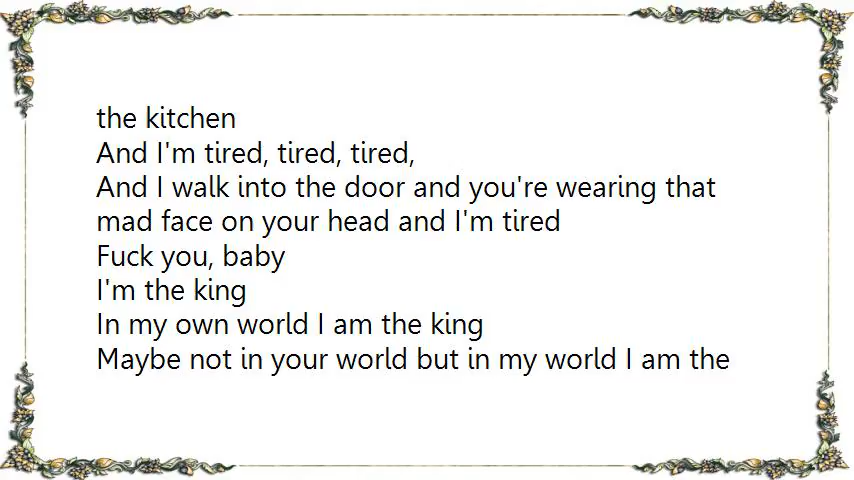 the kitchen
And I'm tired, tired, tired,
And I walk into the door and you're wearing that
mad face on your head and I'm tired
Fuck you, baby
I'm the king
In my own world I am the king
Maybe not in your world but in my world I am the